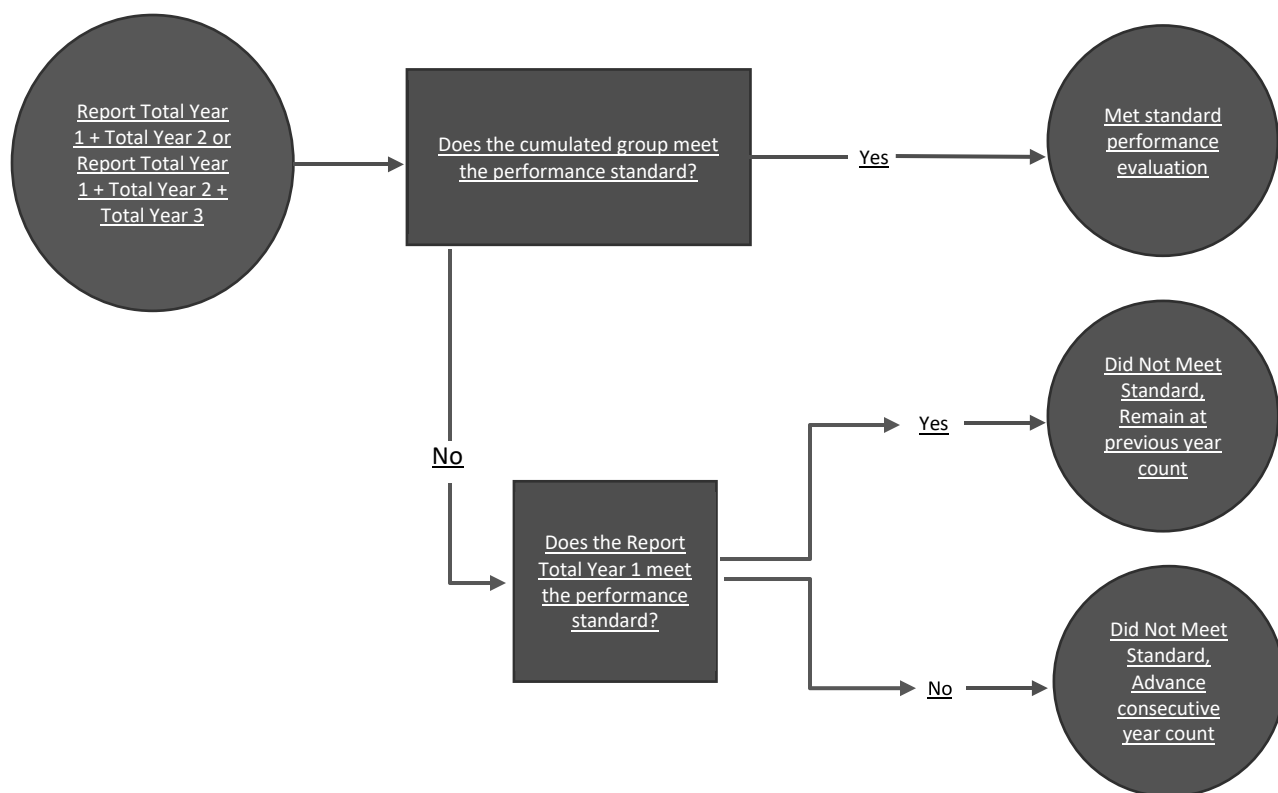 Report Total Year
1 + Total Year 2 or
Report Total Year
1 + Total Year 2 +
Total Year 3
Does the cumulated group meet
the performance standard?
Yes
Met standard
performance
evaluation
No
Does the Report
Total Year 1 meet
the performance
standard?
Yes
Did Not Meet
Standard,
Remain at
previous year
count
No
Did Not Meet
Standard,
Advance
consecutive
year count